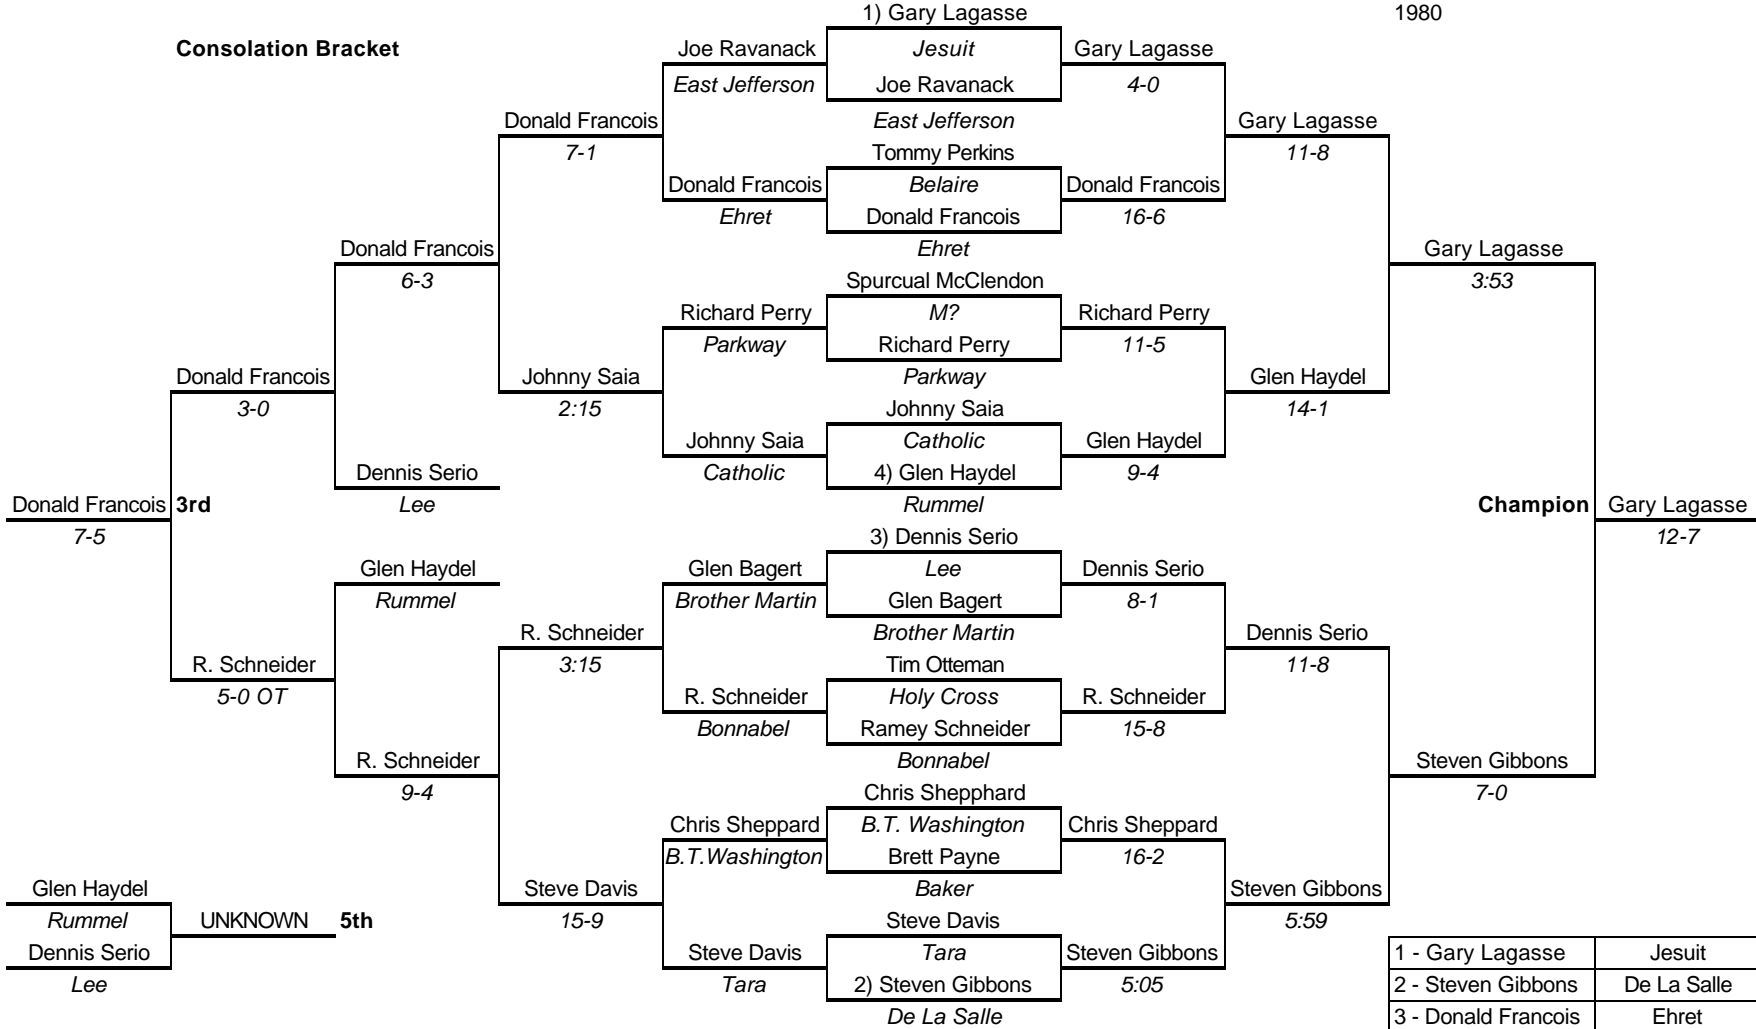 1) Gary Lagasse 1980
Consolation Bracket Joe Ravanack Jesuit Gary Lagasse
East Jefferson Joe Ravanack 4-0
Donald Francois East Jefferson Gary Lagasse
7-1 Tommy Perkins 11-8
Donald Francois Belaire Donald Francois
Ehret Donald Francois 16-6
Donald Francois Ehret Gary Lagasse
6-3 Spurcual McClendon 3:53
Richard Perry M? Richard Perry
Parkway Richard Perry 11-5
Donald Francois Johnny Saia Parkway Glen Haydel
3-0 2:15 Johnny Saia 14-1
Johnny Saia Catholic Glen Haydel
Dennis Serio Catholic 4) Glen Haydel 9-4
Donald Francois 3rd Lee Rummel Champion Gary Lagasse
7-5 3) Dennis Serio 12-7
Glen Haydel Glen Bagert Lee Dennis Serio
Rummel Brother Martin Glen Bagert 8-1
R. Schneider Brother Martin Dennis Serio
R. Schneider 3:15 Tim Otteman 11-8
5-0 OT R. Schneider Holy Cross R. Schneider
Bonnabel Ramey Schneider 15-8
R. Schneider Bonnabel Steven Gibbons
9-4 Chris Shepphard 7-0
Chris Sheppard B.T. Washington Chris Sheppard
B.T.Washington Brett Payne 16-2
Glen Haydel Steve Davis Baker Steven Gibbons
Rummel UNKNOWN 5th 15-9 Steve Davis 5:59
Dennis Serio Steve Davis Tara Steven Gibbons 1 - Gary Lagasse Jesuit
Lee Tara 2) Steven Gibbons 5:05 2 - Steven Gibbons De La Salle
De La Salle 3 - Donald Francois Ehret